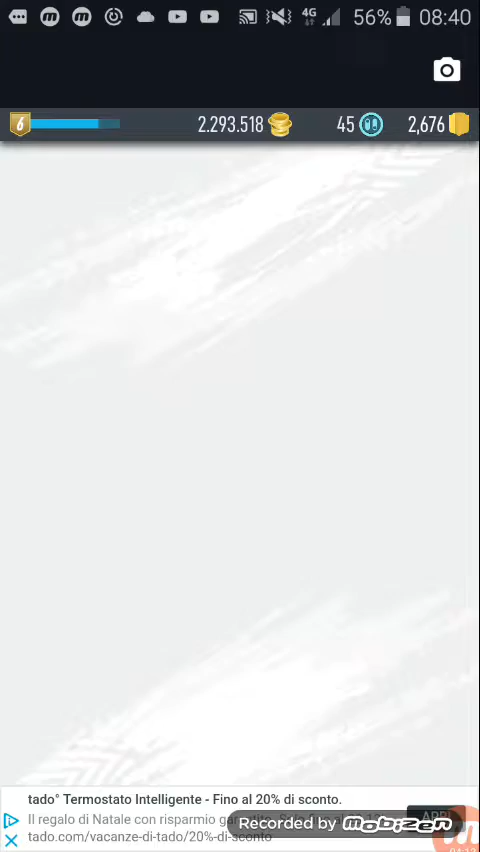 4G 56% 08:40
6 2.293.518 45 2,676
tado° Termostato Intelligente - Fino al 20% di sconto.
Il regalo di Natale con risparmio
Recorded by mobizen
tado.com/vacanze-di-tado/20%-di-sconto